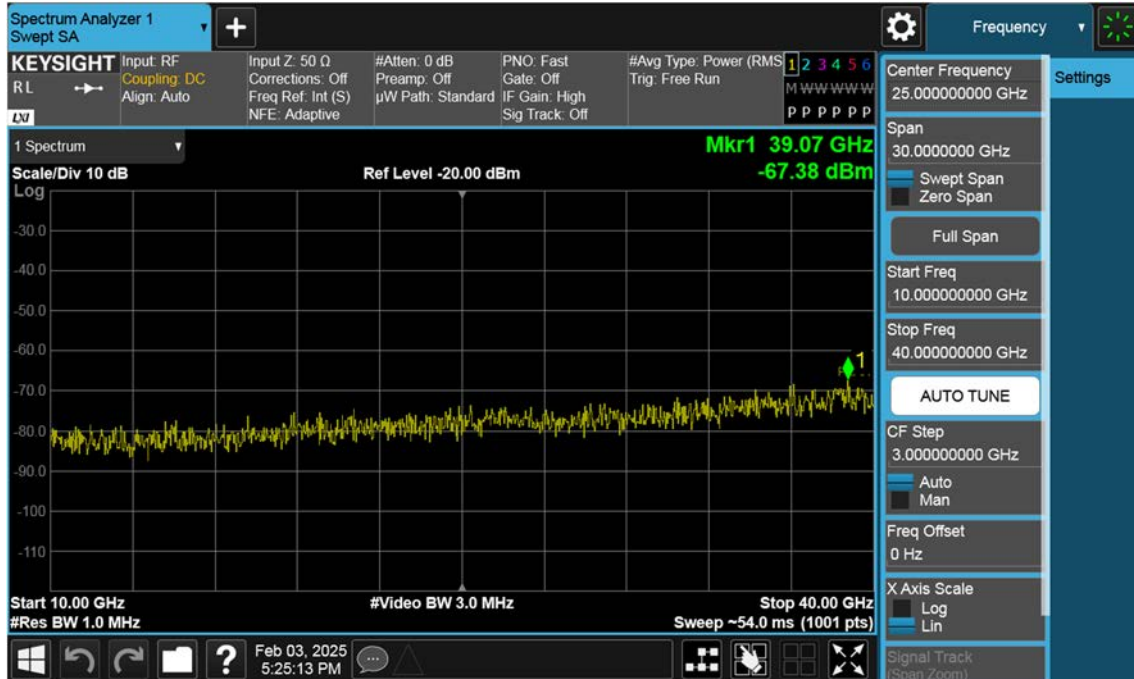 Spectrum Analyzer 1
Swept SA
Frequency
KEYSIGHT
RL
LXI
Input: RF
Coupling: DC
Align: Auto
Input Z: 50 Ω
Corrections: Off
Freq Ref: Int (S)
NFE: Adaptive
#Atten: 0 dB
Preamp: Off
µW Path: Standard
PNO: Fast
Gate: Off
IF Gain: High
Sig Track: Off
#Avg Type: Power (RMS
Trig: Free Run
1 2 3 4 5 6
M W W W W W
P P P P P P
1 Spectrum
Scale/Div 10 dB
Ref Level -20.00 dBm
Mkr1 39.07 GHz
-67.38 dBm
Log
-30.0
-40.0
-50.0
-60.0
-70.0
-80.0
-90.0
-100
-110
1
Start 10.00 GHz
#Res BW 1.0 MHz
#Video BW 3.0 MHz
Stop 40.00 GHz
Sweep ~54.0 ms (1001 pts)
?
Feb 03, 2025
5:25:13 PM
Center Frequency
25.000000000 GHz
Span
30.0000000 GHz
Swept Span
Zero Span
Full Span
Start Freq
10.000000000 GHz
Stop Freq
40.000000000 GHz
AUTO TUNE
CF Step
3.000000000 GHz
Auto
Man
Freq Offset
0 Hz
X Axis Scale
Log
Lin
Signal Track
(Span Zoom)
Settings